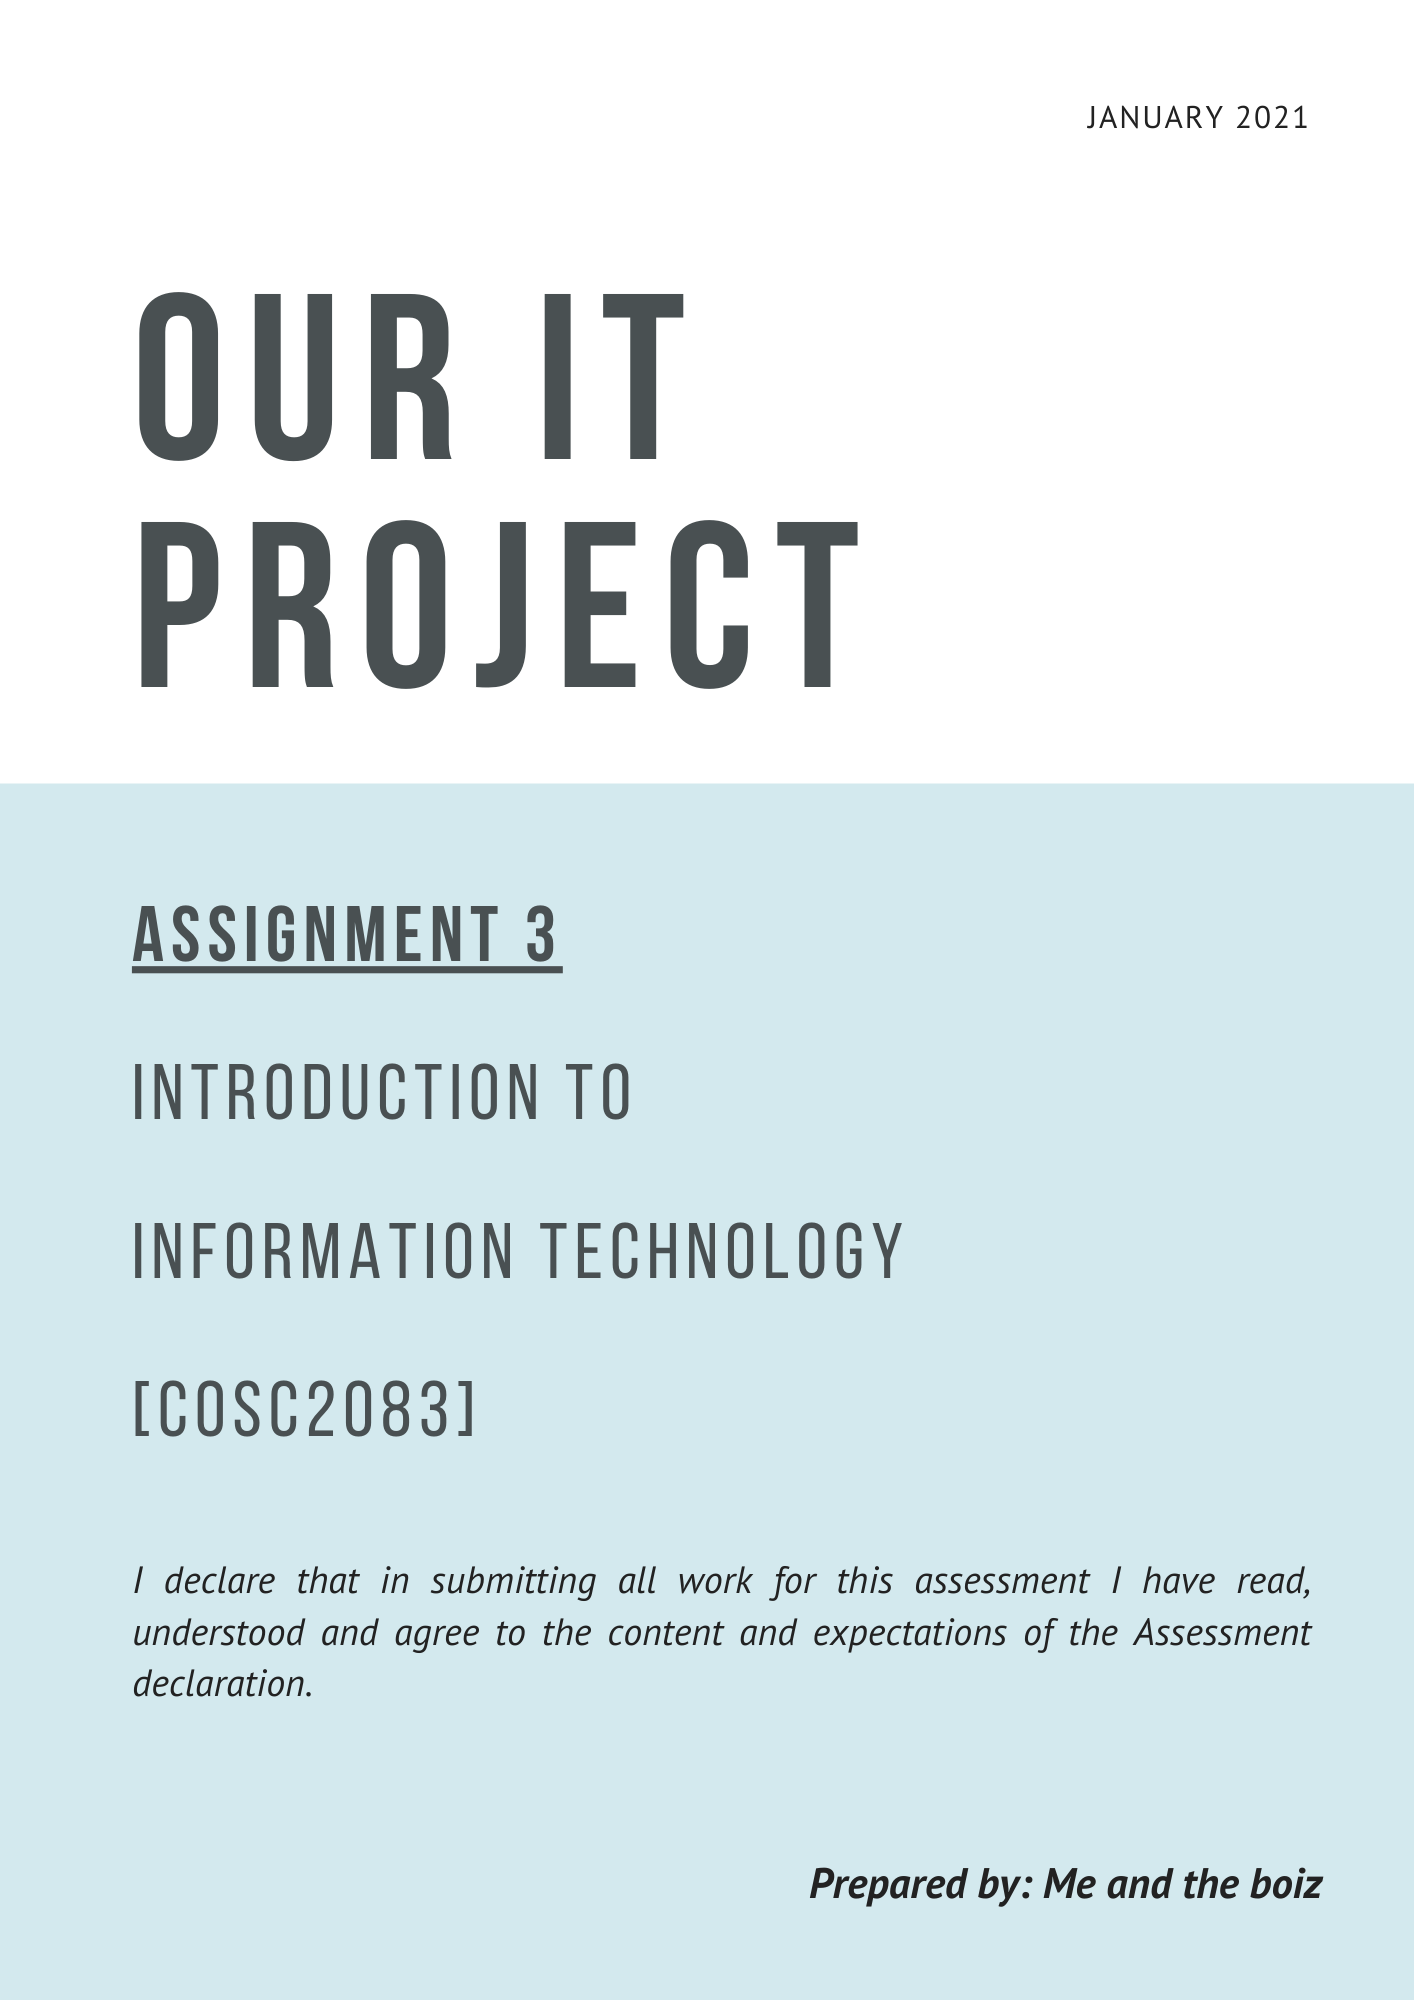 JANUARY 2021
OUR IT
PROJECT
ASSIGNMENT 3
INTRODUCTION TO
INFORMATION TECHNOLOGY
[COSC2083]
I declare that in submitting all work for this assessment I have read,
understood and agree to the content and expectations of the Assessment
declaration.
Prepared by: Me and the boiz